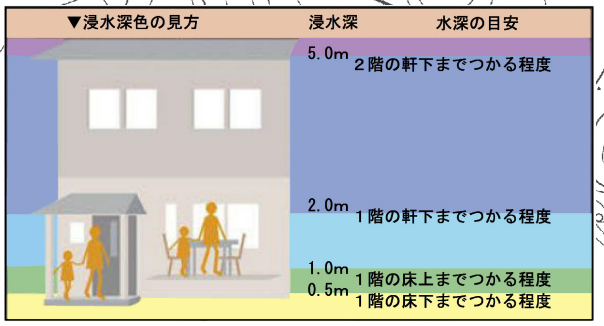 ▼浸水深色の見方 浸水深 水深の目安
5.0m 2階の軒下までつかる程度
2.0m 1階の軒下までつかる程度
1.0m 1階の床上までつかる程度
0.5m 1階の床下までつかる程度